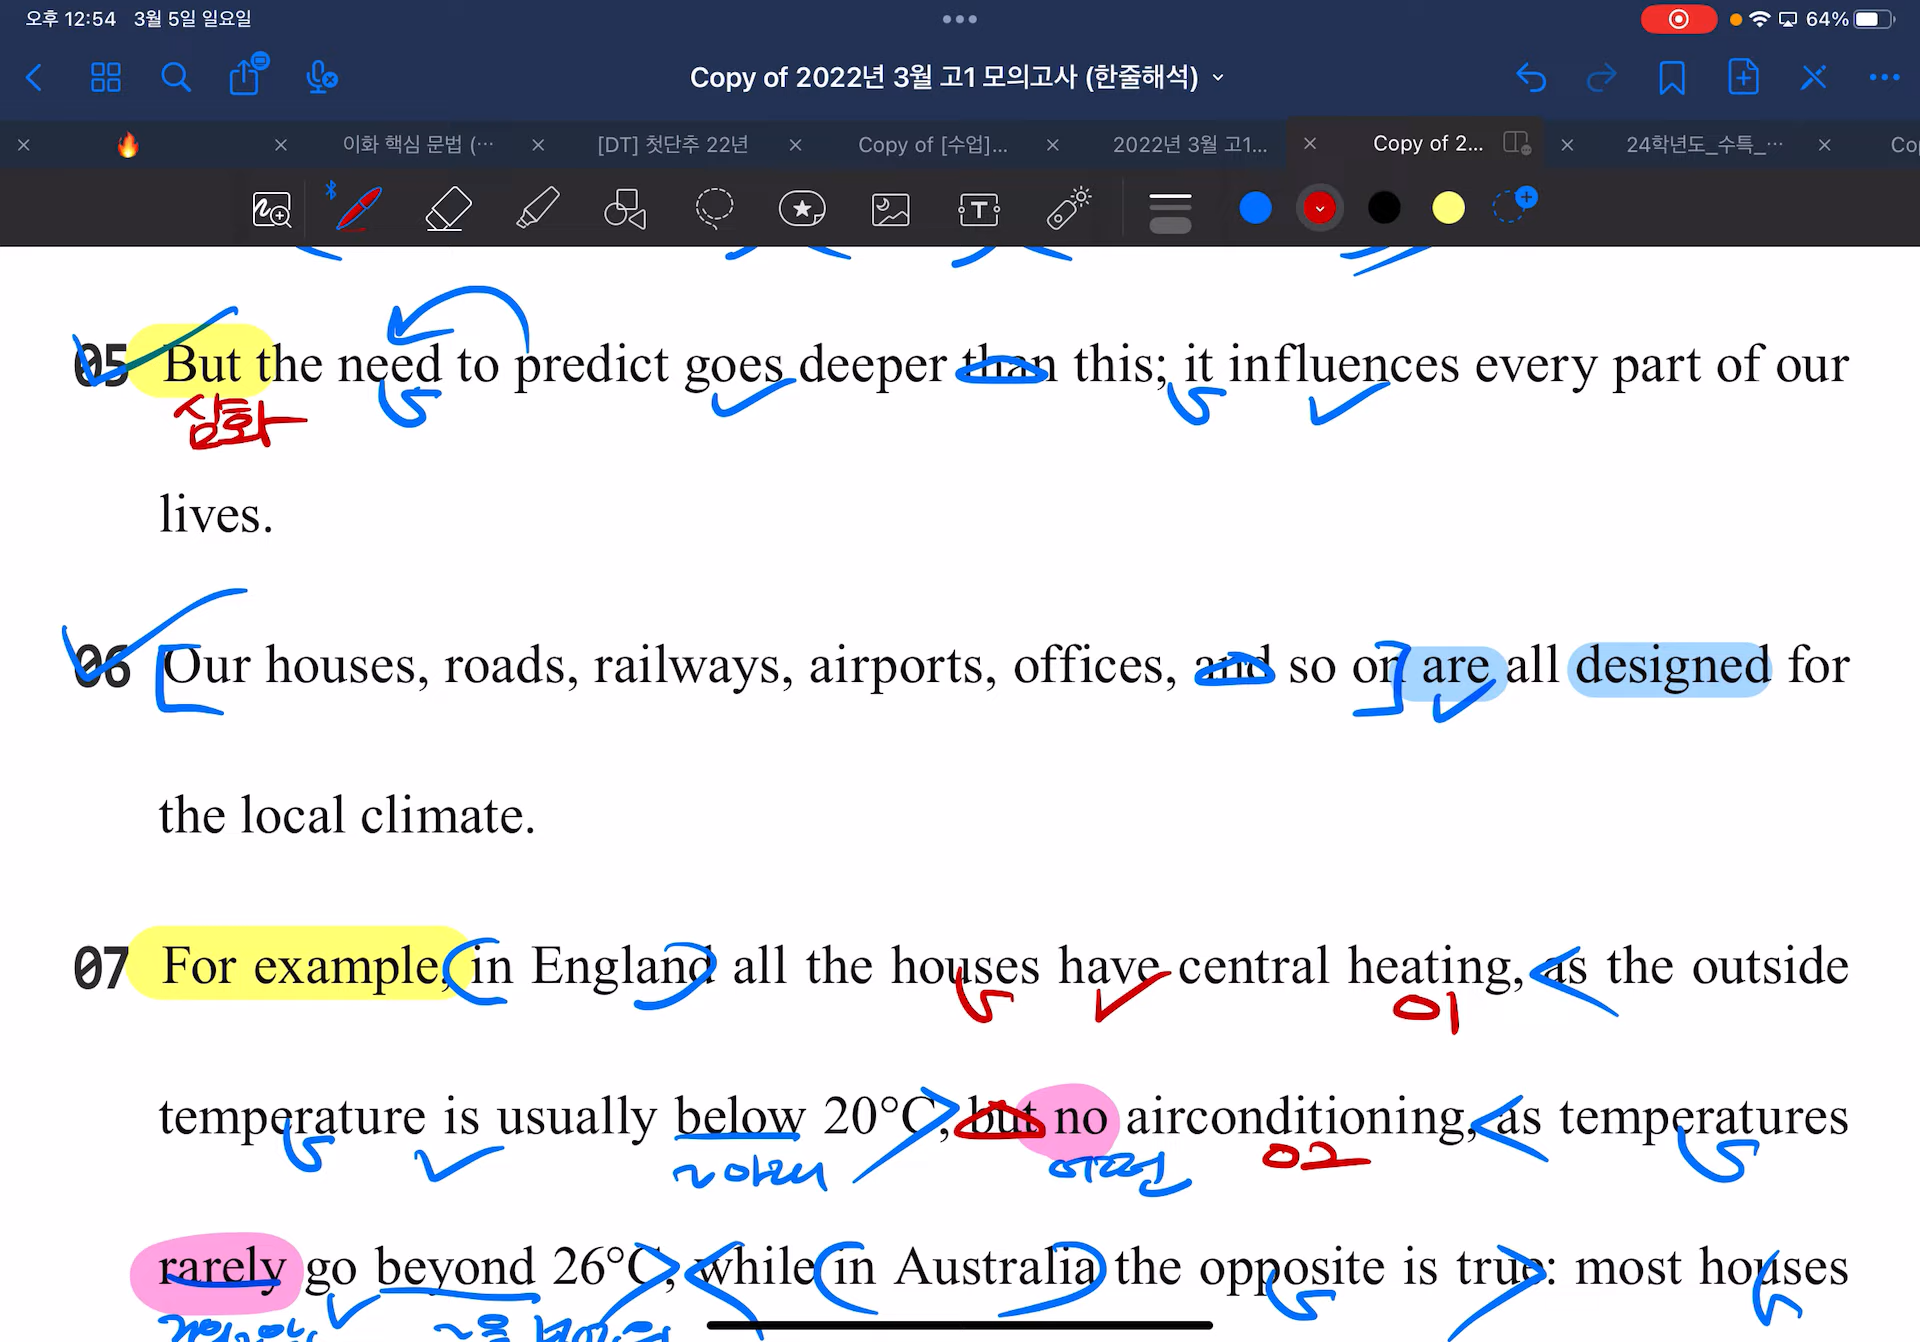 오후 12:54 3월 5일 일요일
64%
Copy of 2022년 3월 고1 모의고사 (한줄해석)
이화 핵심 문법 (…
[DT] 첫단추 22년
Copy of [수업]...
2022년 3월 고1...
Copy of 2...
24학년도_수특_…
T
05 But the need to predict goes deeper than this; it influences every part of our
심화
lives.
06 Our houses, roads, railways, airports, offices, and so on are all designed for
the local climate.
07 For example, in England all the houses have central heating, as the outside
01
temperature is usually below 20°C, but no airconditioning, as temperatures
~아래
02
rarely go beyond 26°C, while in Australia the opposite is true: most houses